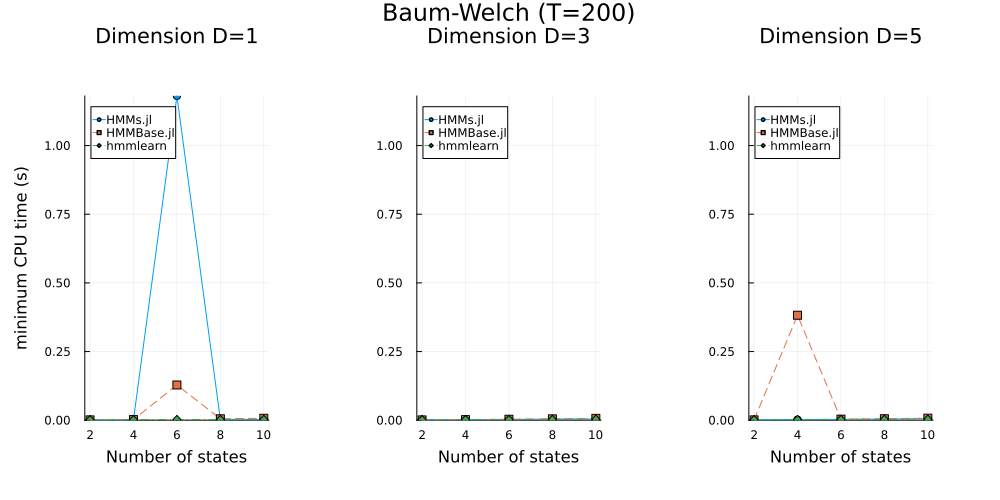 Baum-Welch (T=200)
Dimension D=1
Dimension D=3
Dimension D=5
minimum CPU time (s)
1.00
0.75
0.50
0.25
0.00
HMMs.jl
HMMBase.jl
hmmlearn
2 4 6 8 10
Number of states
1.00
0.75
0.50
0.25
0.00
HMMs.jl
HMMBase.jl
hmmlearn
2 4 6 8 10
Number of states
1.00
0.75
0.50
0.25
0.00
HMMs.jl
HMMBase.jl
hmmlearn
2 4 6 8 10
Number of states